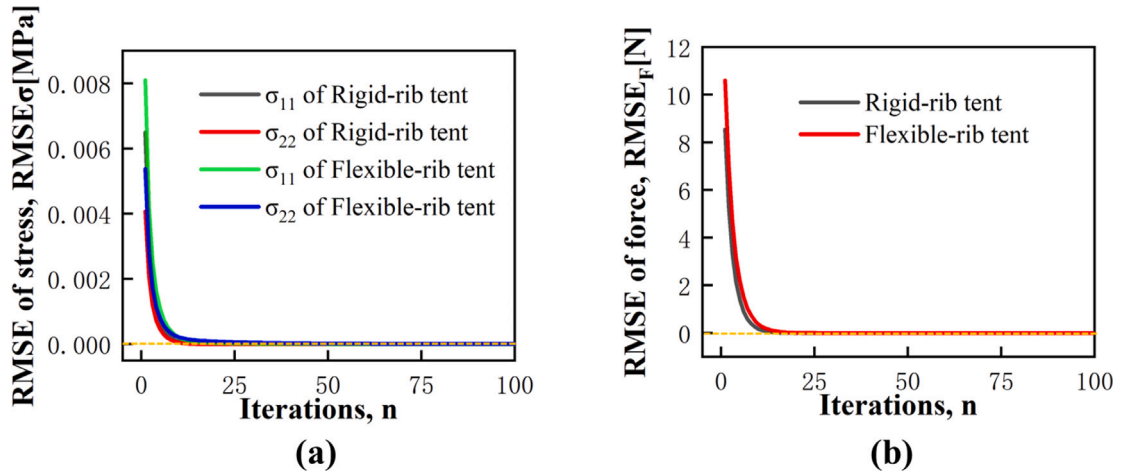 RMSE of stress, RMSEσ[MPa]
0.008
0.006
0.004
0.002
0.000
σ11 of Rigid-rib tent
σ22 of Rigid-rib tent
σ11 of Flexible-rib tent
σ22 of Flexible-rib tent
0 25 50 75 100
Iterations, n
(a)
RMSE of force, RMSEF[N]
12
10
8
6
4
2
0
Rigid-rib tent
Flexible-rib tent
0 25 50 75 100
Iterations, n
(b)